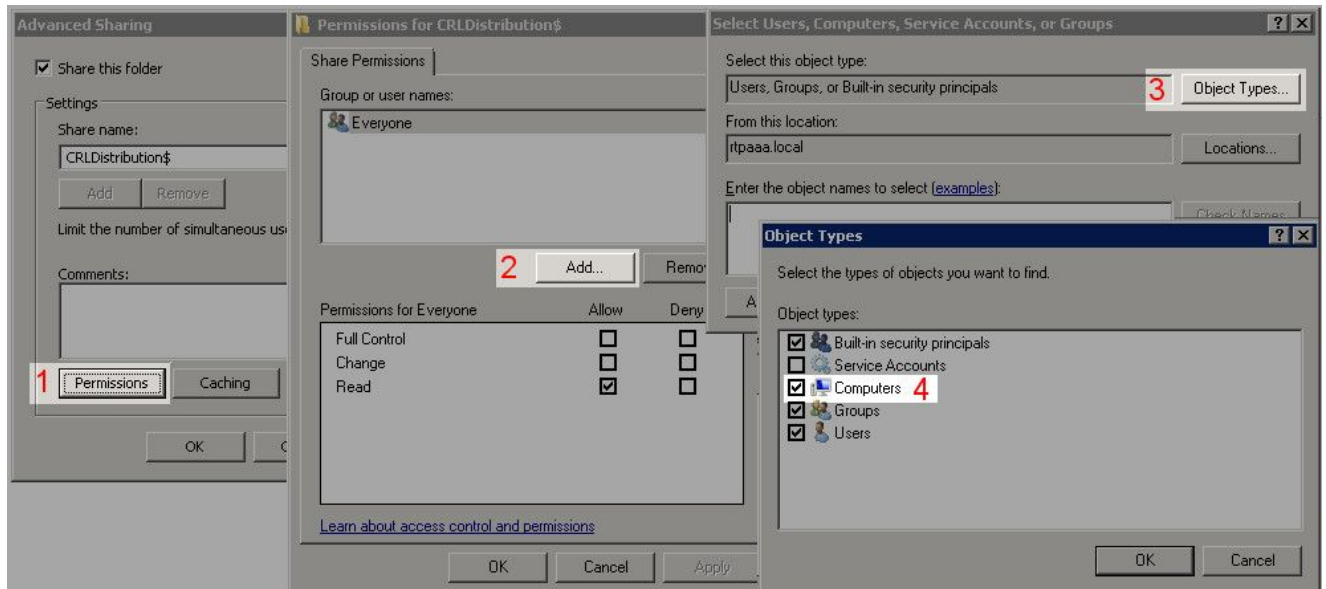 Advanced Sharing
Share this folder
Settings
Share name:
CRLDistribution$
Add Remove
Limit the number of simultaneous
Comments:
1 Permissions Caching
OK
Permissions for CRLDistribution$
Share Permissions
Group or user names:
Everyone
2 Add...
Permissions for Everyone Allow Deny
Full Control
Change
Read
Learn about access control and permissions
OK Cancel Apply
Select Users, Computers, Service Accounts, or Groups
Select this object type:
Users, Groups, or Built-in security principals 3 Object Types...
From this location:
rtpaaa.local Locations...
Enter the object names to select (examples):
Check Names
Object Types
Select the types of objects you want to find.
Object types:
Built-in security principals
Service Accounts
Computers 4
Groups
Users
OK Cancel